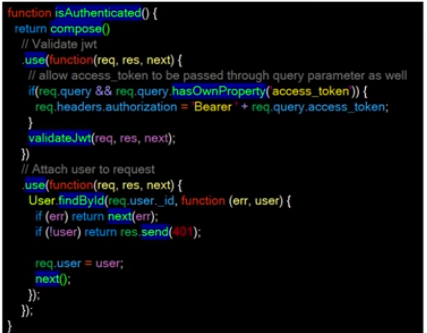 function isAuthenticated() {
return compose()
// Validate jwt
.use(function(req, res, next) {
// allow access_token to be passed through query parameter as well
if(req.query && req.query.hasOwnProperty('access_token')) {
req.headers.authorization = 'Bearer ' + req.query.access_token;
}
validateJwt(req, res, next);
})
// Attach user to request
.use(function(req, res, next) {
User.findById(req.user._id, function (err, user) {
if (err) return next(err);
if (!user) return res.send(401);
req.user = user;
next();
});
});
}